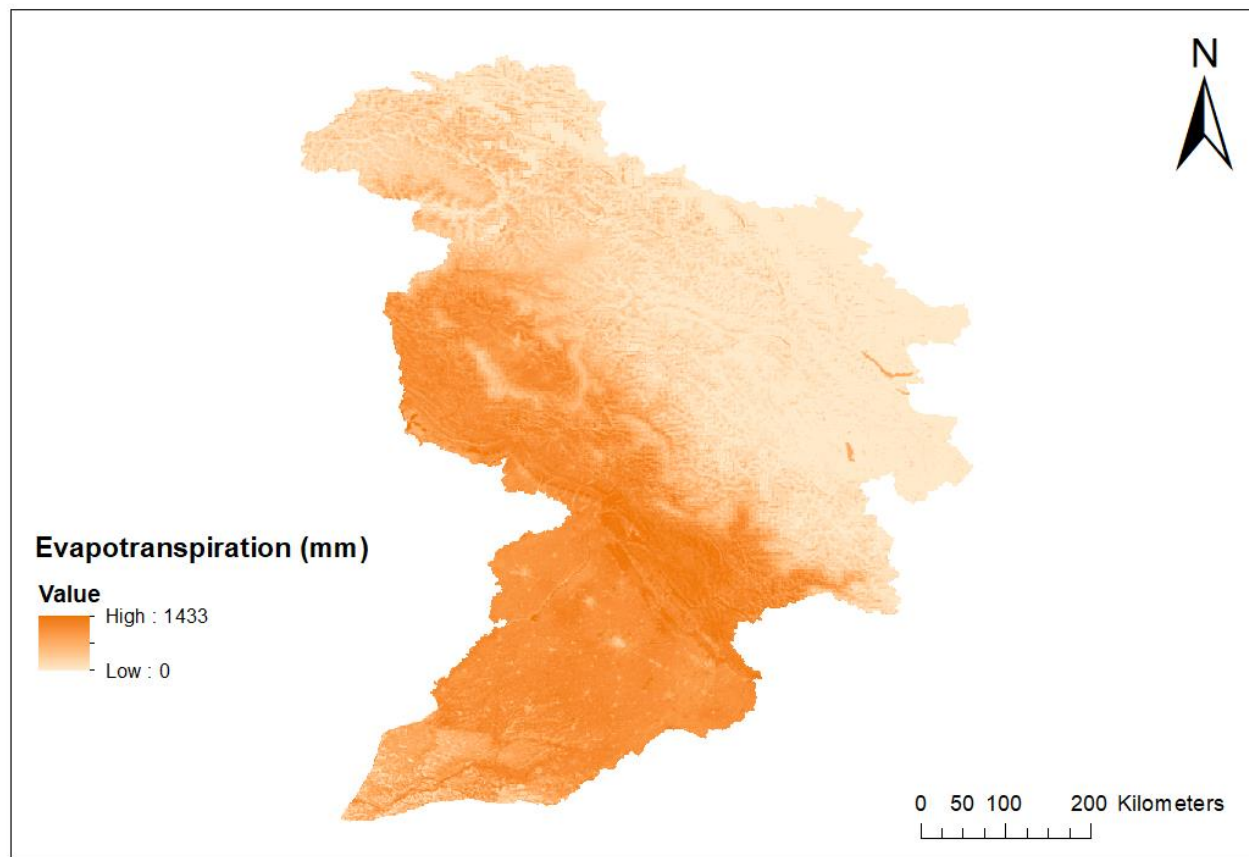 N
Evapotranspiration (mm)
Value
High : 1433
Low : 0
0 50 100 200 Kilometers